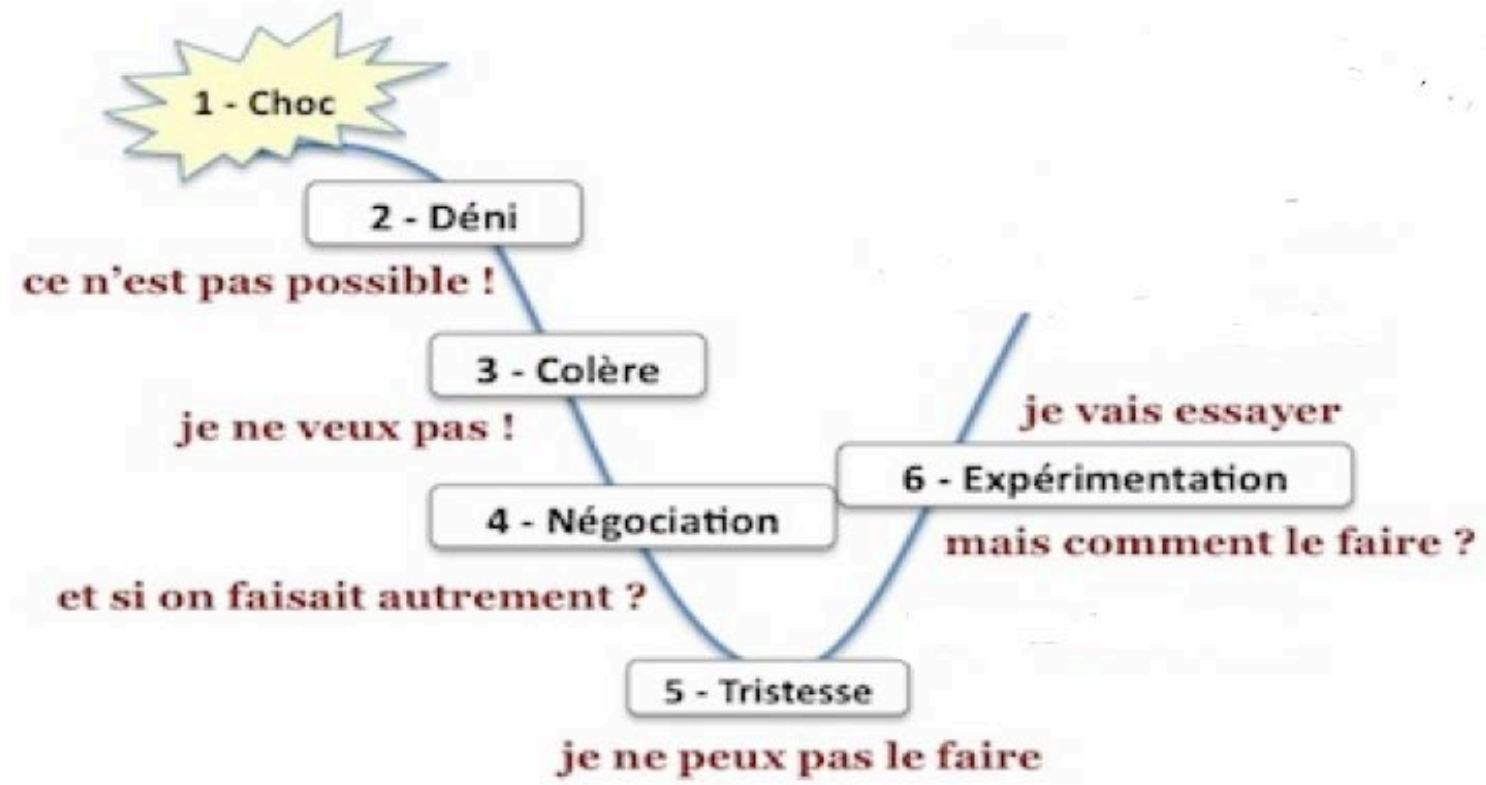 1 - Choc
2 - Déni
ce n'est pas possible !
3 - Colère
je ne veux pas !
je vais essayer
6 - Expérimentation
4 - Négociation
mais comment le faire ?
et si on faisait autrement ?
5 - Tristesse
je ne peux pas le faire